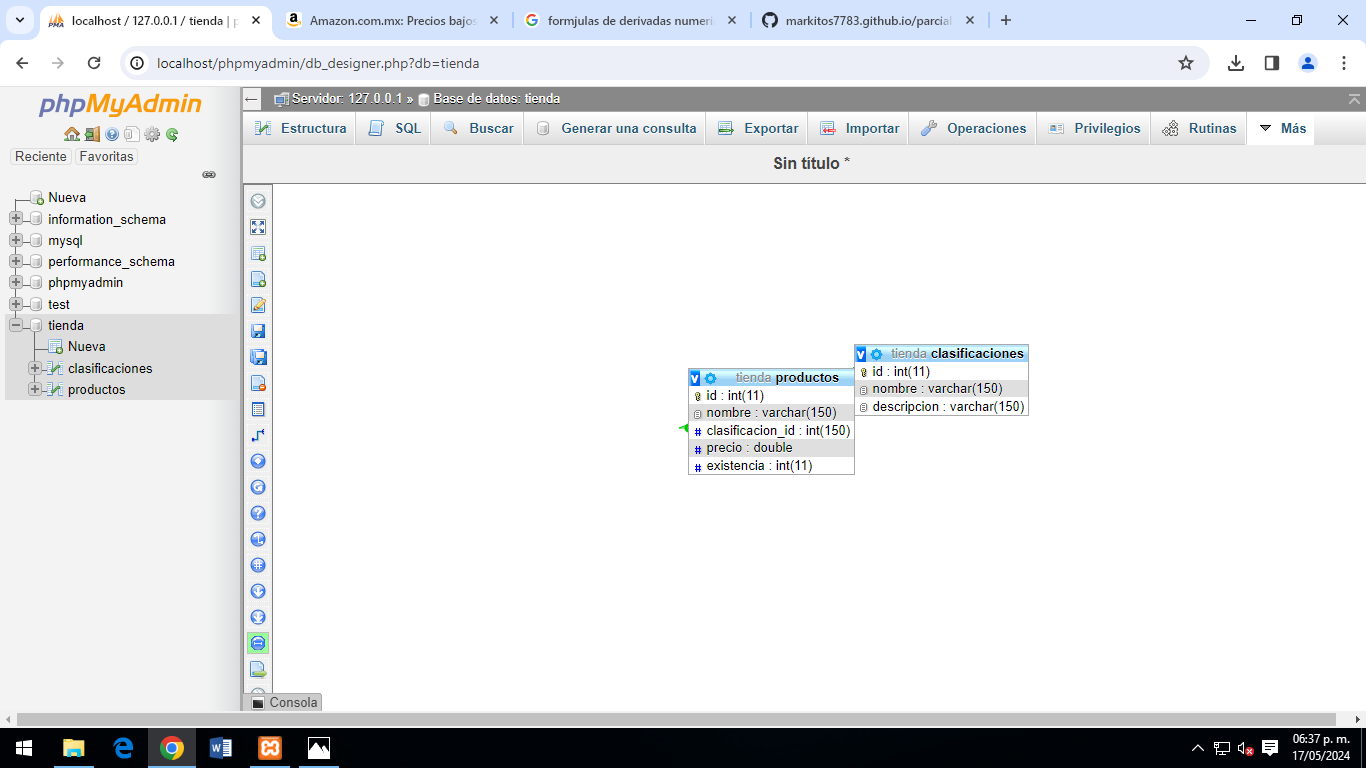 localhost / 127.0.0.1 / tienda | p
Amazon.com.mx: Precios bajos
formjulas de derivadas numeri
markitos7783.github.io/parcial
localhost/phpmyadmin/db_designer.php?db=tienda
phpMyAdmin
Reciente
Favoritas
Nueva
information_schema
mysql
performance_schema
phpmyadmin
test
tienda
Nueva
clasificaciones
productos
Servidor: 127.0.0.1 » Base de datos: tienda
Estructura
SQL
Buscar
Generar una consulta
Exportar
Importar
Operaciones
Privilegios
Rutinas
Más
Sin título *
tienda productos
id : int(11)
nombre : varchar(150)
clasificacion_id : int(150)
precio : double
existencia : int(11)
tienda clasificaciones
id : int(11)
nombre : varchar(150)
descripcion : varchar(150)
Consola
06:37 p. m.
17/05/2024